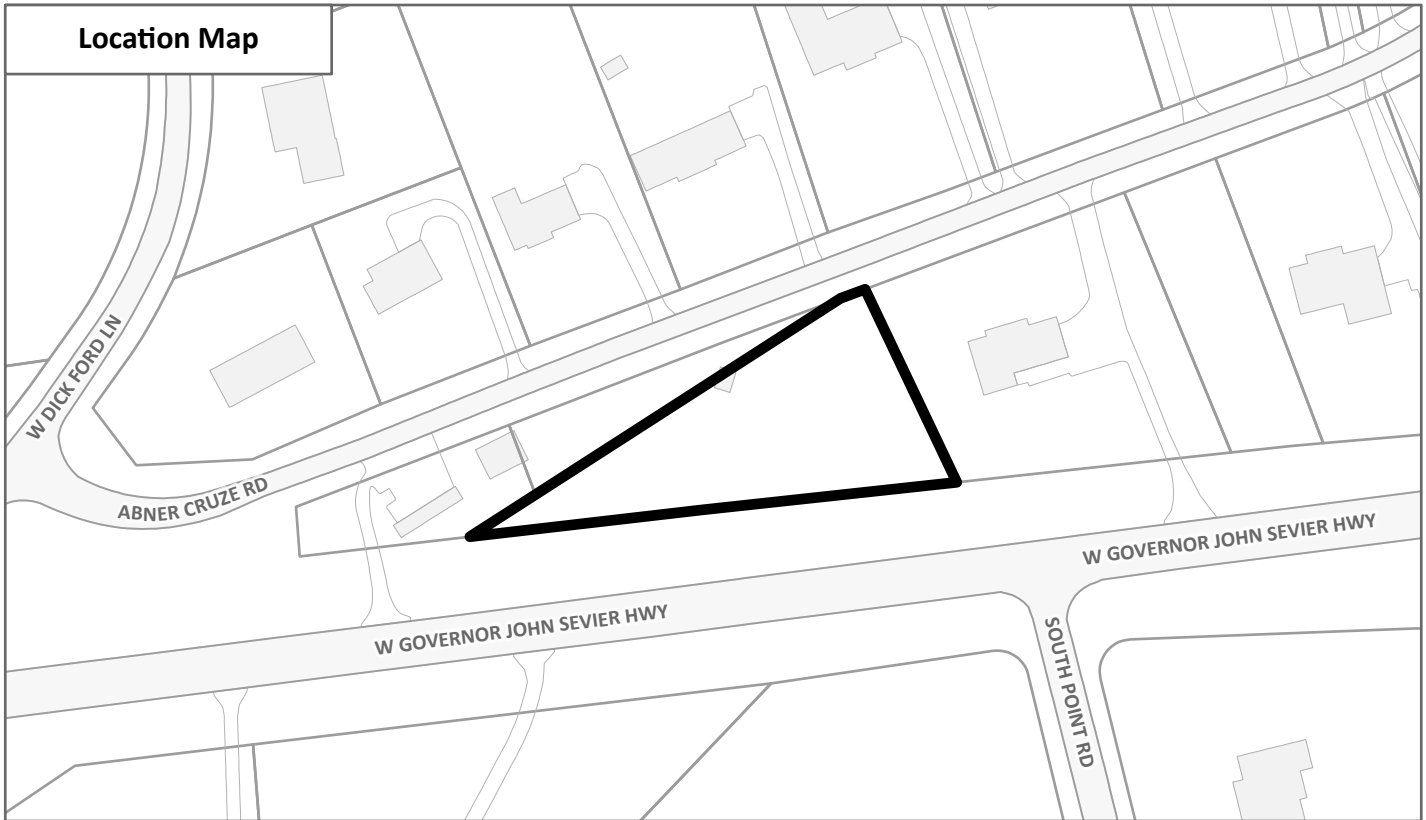 Location Map
W DICK FORD LN
ABNER CRUZE RD
W GOVERNOR JOHN SEVIER HWY
W GOVERNOR JOHN SEVIER HWY
SOUTH POINT RD